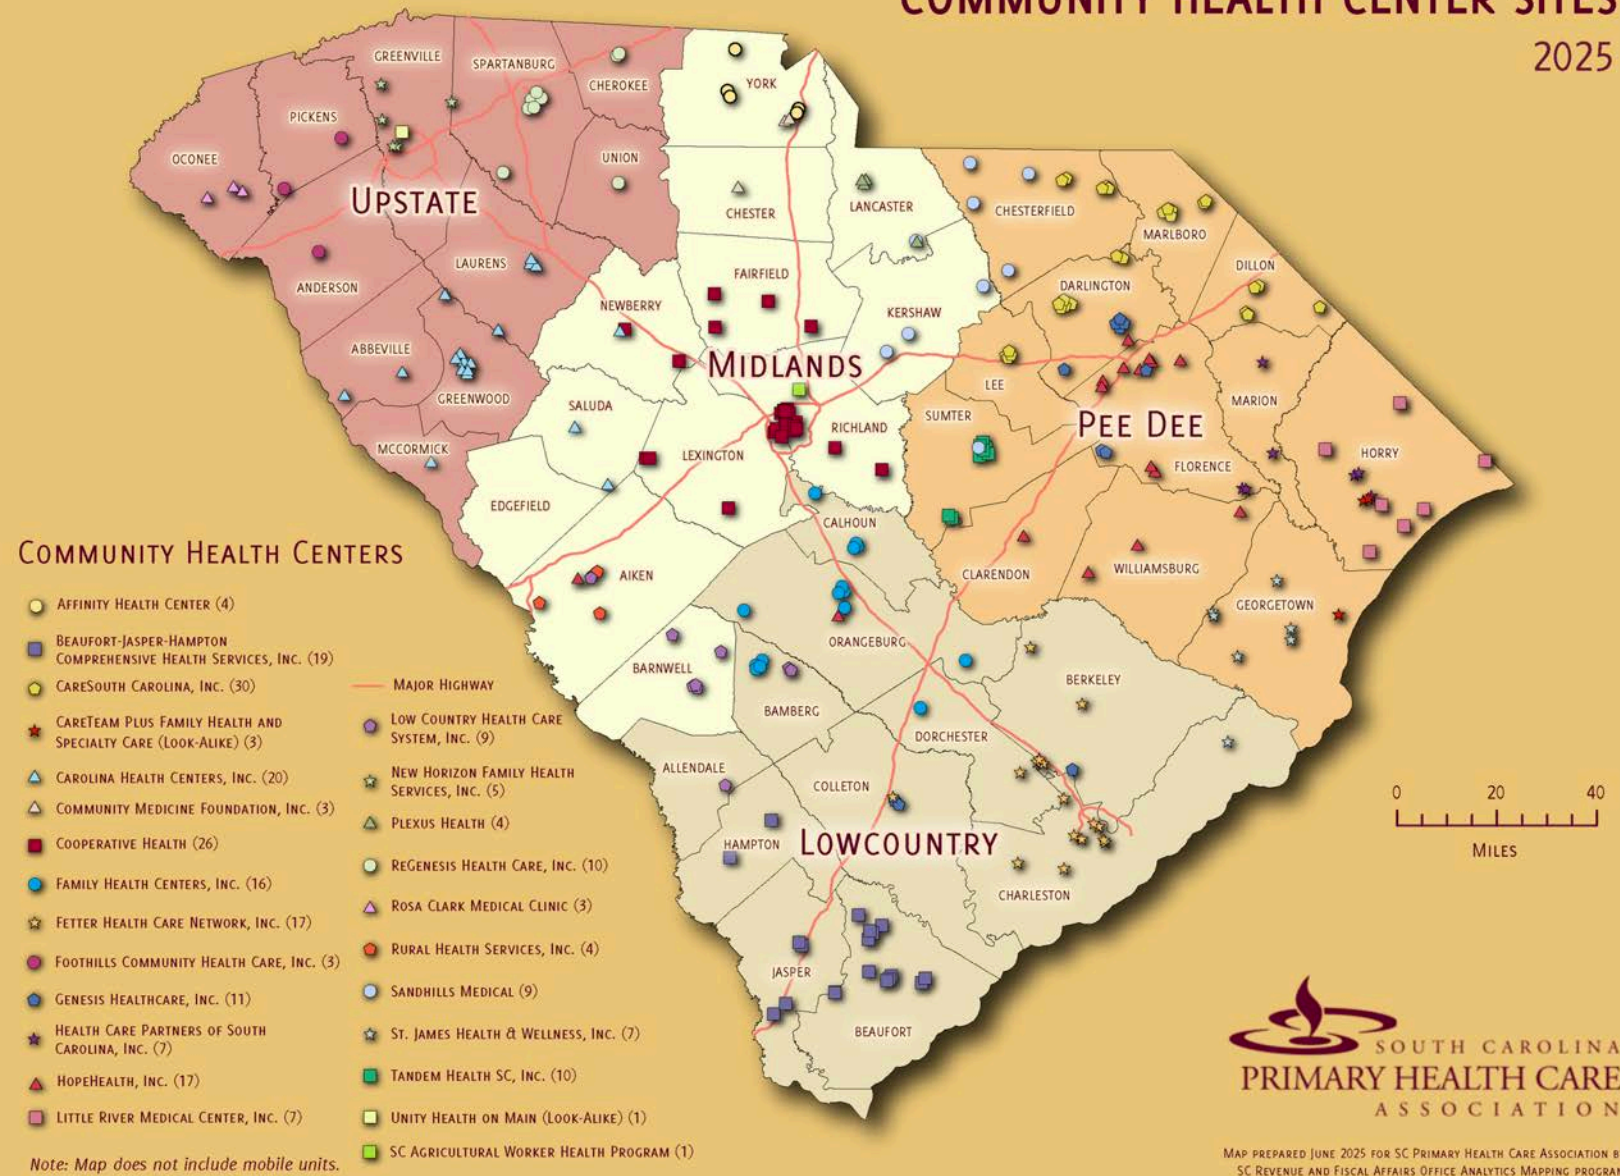 COMMUNITY HEALTH CENTER SITES
2025
GREENVILLE
SPARTANBURG
CHEROKEE
YORK
PICKENS
OCONEE
UNION
UPSTATE
CHESTER
LANCASTER
CHESTERFIELD
MARLBORO
LAURENS
ANDERSON
FAIRFIELD
DILLON
DARLINGTON
NEWBERRY
KERSHAW
ABBEVILLE
MIDLANDS
LEE
GREENWOOD
SALUDA
MARION
SUMTER
PEE DEE
RICHLAND
MCCORMICK
LEXINGTON
HORRY
FLORENCE
EDGEFIELD
CALHOUN
AIKEN
CLARENDON
WILLIAMSBURG
GEORGETOWN
ORANGEBURG
BARNWELL
BERKELEY
BAMBERG
DORCHESTER
ALLENDALE
COLLETON
HAMPTON
LOWCOUNTRY
CHARLESTON
JASPER
BEAUFORT
COMMUNITY HEALTH CENTERS
AFFINITY HEALTH CENTER (4)
BEAUFORT-JASPER-HAMPTON
COMPREHENSIVE HEALTH SERVICES, INC. (19)
CARESOUTH CAROLINA, INC. (30)
CARETEAM PLUS FAMILY HEALTH AND
SPECIALTY CARE (LOOK-ALIKE) (3)
CAROLINA HEALTH CENTERS, INC. (20)
COMMUNITY MEDICINE FOUNDATION, INC. (3)
COOPERATIVE HEALTH (26)
FAMILY HEALTH CENTERS, INC. (16)
FETTER HEALTH CARE NETWORK, INC. (17)
FOOTHILLS COMMUNITY HEALTH CARE, INC. (3)
GENESIS HEALTHCARE, INC. (11)
HEALTH CARE PARTNERS OF SOUTH
CAROLINA, INC. (7)
HOPEHEALTH, INC. (17)
LITTLE RIVER MEDICAL CENTER, INC. (7)
MAJOR HIGHWAY
LOW COUNTRY HEALTH CARE
SYSTEM, INC. (9)
NEW HORIZON FAMILY HEALTH
SERVICES, INC. (5)
PLEXUS HEALTH (4)
REGENESIS HEALTH CARE, INC. (10)
ROSA CLARK MEDICAL CLINIC (3)
RURAL HEALTH SERVICES, INC. (4)
SANDHILLS MEDICAL (9)
ST. JAMES HEALTH & WELLNESS, INC. (7)
TANDEM HEALTH SC, INC. (10)
UNITY HEALTH ON MAIN (LOOK-ALIKE) (1)
SC AGRICULTURAL WORKER HEALTH PROGRAM (1)
Note: Map does not include mobile units.
0 20 40
MILES
SOUTH CAROLINA
PRIMARY HEALTH CARE
ASSOCIATION
MAP PREPARED JUNE 2025 FOR SC PRIMARY HEALTH CARE ASSOCIATION
SC REVENUE AND FISCAL AFFAIRS OFFICE ANALYTICS MAPPING